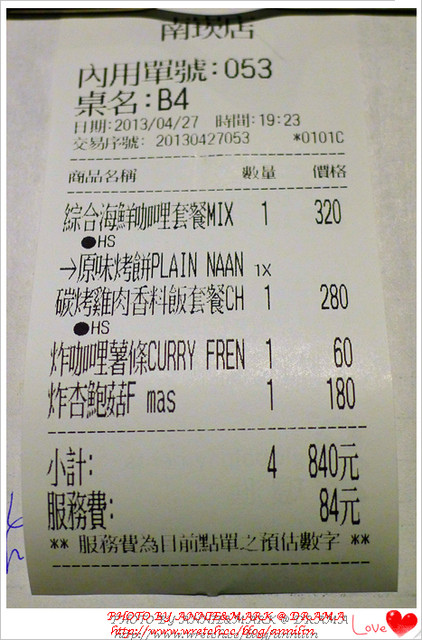 南崁店
內用單號:053
桌名:B4
日期:2013/04/27 時間:19:23
交易序號: 20130427053 *0101C
商品名稱 數量 價格
綜合海鮮咖哩套餐MIX 1 320
●HS
→原味烤餅PLAIN NAAN 1X
碳烤雞肉香料飯套餐CH 1 280
●HS
炸咖哩薯條CURRY FREN 1 60
炸杏鮑菇F mas 1 180
小計: 4 840元
服務費: 84元
** 服務費為目前點單之預估數字 **
PHOTO BY ANNIE&MARK @ DRAMA
http://www.wretch.cc/blog/annifin
Love